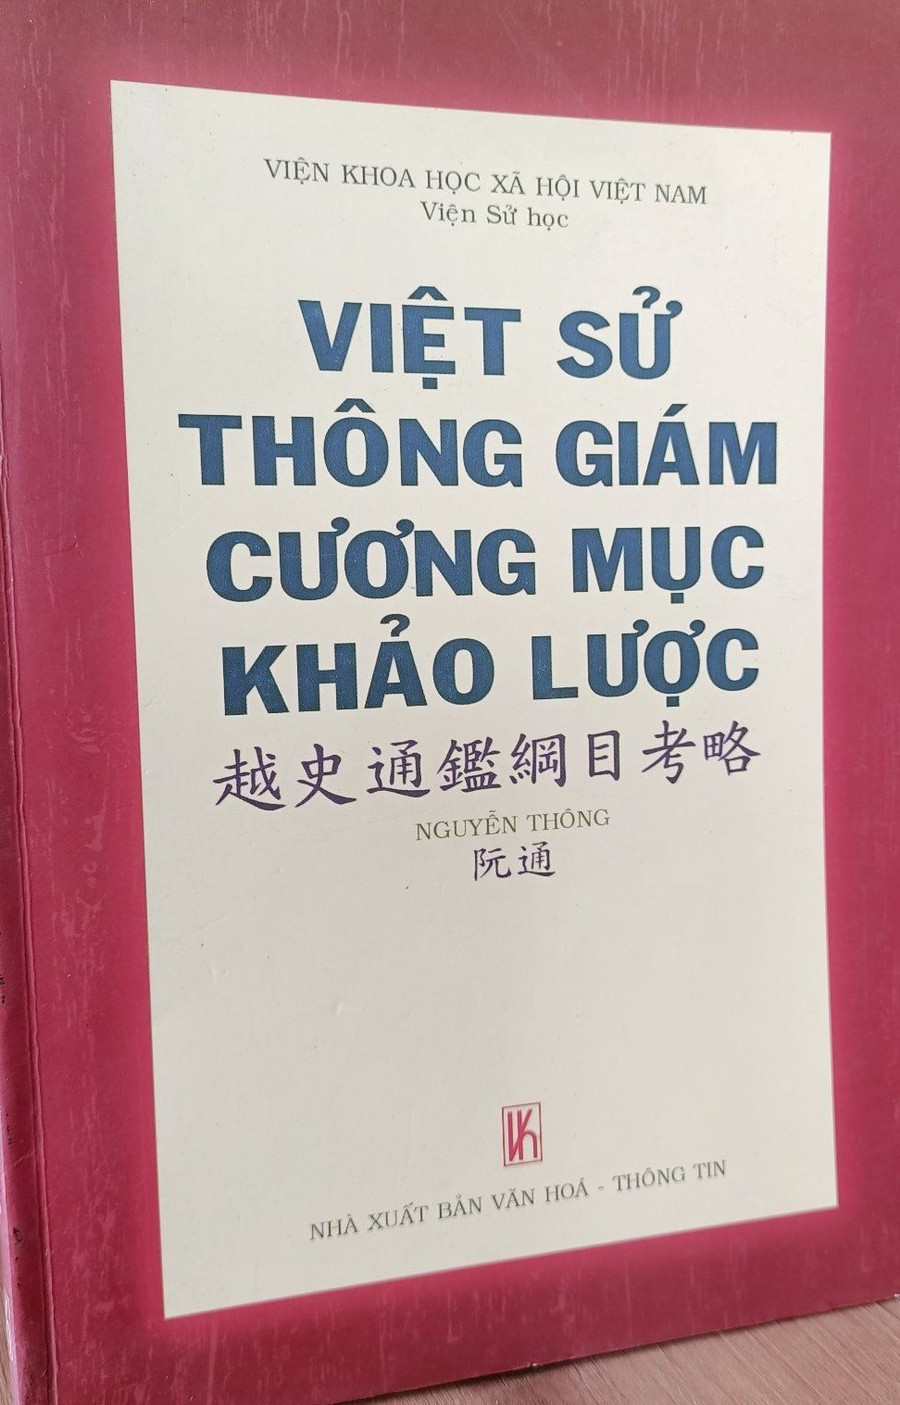 VIỆN KHOA HỌC XÃ HỘI VIỆT NAM
Viện Sử học
VIỆT SỬ
THÔNG GIÁM
CƯƠNG MỤC
KHẢO LƯỢC
越史通鑑綱目考略
NGUYỄN THÔNG
阮通
NHÀ XUẤT BẢN VĂN HOÁ - THÔNG TIN